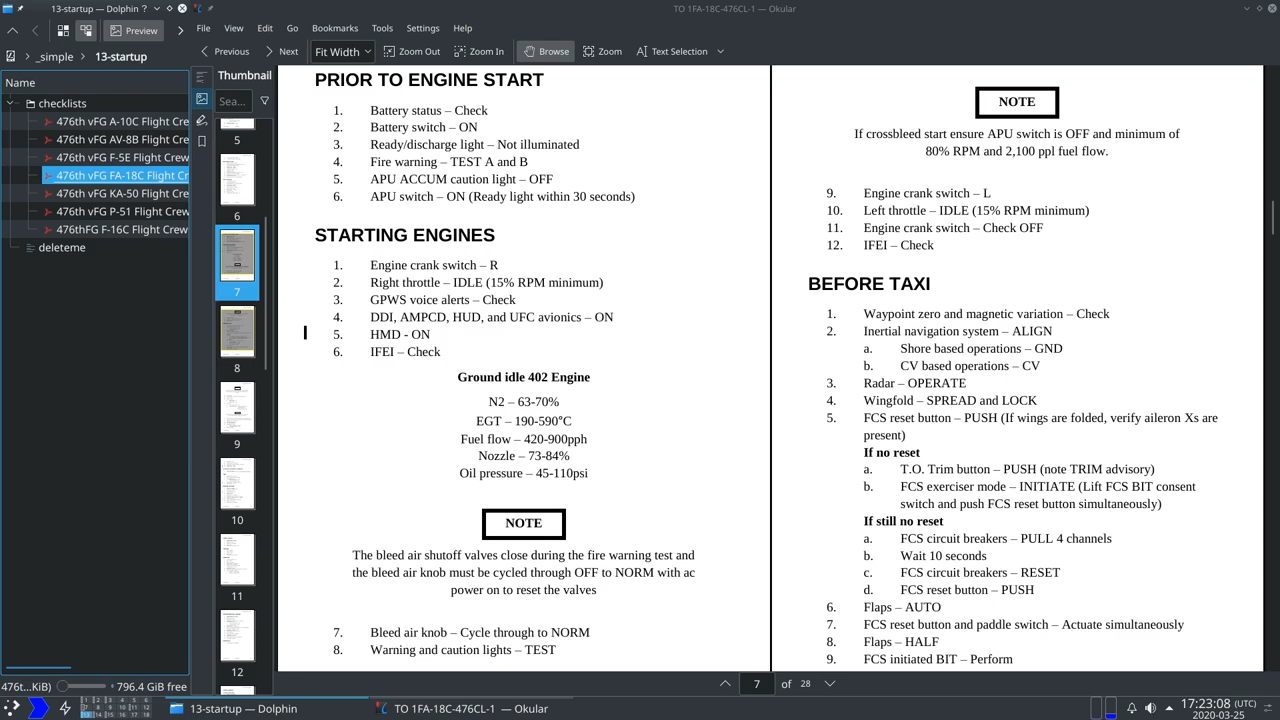 13-startup — Dolphin ?
TO 1FA-18C-476CL-1 — Okular
Preview
File
View
Edit
Go
Bookmarks
Tools
Settings
Help
_simple
13-startup
Previous
Next
Fit Width
Zoom Out
Zoom In
Browse
Zoom
Text Selection
Name
checklists
476th vFG A-10C Flight Crew
476th vFG AV-8B Flight Crew
476th vFG F-5E Flight Crew
476th vFG FA-18C Flight Cr
476th vFG KA-50 Flight Crew
476th vFG P-51 Flight Crew
476thFG F-16C Flight Crew
deleteme
Thumbnail
Sea...
5
6
7
8
9
10
11
12
PRIOR TO ENGINE START
1. Battery status – Check
2. Battery switch – ON
3. Ready/discharge light – Not illuminated
4. Fire warning – TEST A and B
5. APU ACCUM caution light – OFF
6. APU switch – ON (Ready light within 30 seconds)
STARTING ENGINES
1. Engine crank switch – R
2. Right throttle – IDLE (15% RPM minimum)
3. GPWS voice alerts – Check
4. DDI, AMPCD, HUD, and UFC avionics – ON
5. HMD - ON
6. IFEI – Check
Ground idle 402 Engine
N2 – 63-70%
EGT – 190-590°C
Fuel flow – 420-900pph
Nozzle – 73-84%
Oil pressure – 45-110psi
NOTE
The bleed air shutoff valves close during the fire warning test and
the bleed air knob must be rotated through OFF to NORM with ac
power on to reset the valves
7. Bleed air knob – Cycle through to NORM
8. Warning and caution lights – TEST
NOTE
If crossbleed start ensure APU switch is OFF and minimum of
80% RPM and 2,100 ppl fuel flow.
9. Engine crank switch – L
10. Left throttle – IDLE (15% RPM minimum)
11. Engine crank switch – Check OFF
12. IFEI – Check
BEFORE TAXI
1. Waypoint zero and magnetic variation – Check
2. Inertial navigation system – ALIGN
a. Shore based operations – GND
b. CV based operations – CV
3. Radar – OPERATE
4. Wingfold – SPREAD and LOCK
5. FCS reset button – PUSH (If wings are folded, verify aileron Xs are
present)
If no reset
a. T.O. Trim button – PUSH (note TRIM advisory)
b. FCS exerciser mode – INITIATE (Lift FCS BIT consent
switch and push FCS reset button simultaneously)
If still no reset
a. FCS circuit breakers – PULL 4 channels
b. Wait 10 seconds
c. FCS circuit breakers – RESET
d. FCS reset button – PUSH
6. Flaps – AUTO
7. FCS reset button and paddle switch – Actuate simultaneously
8. Flaps – HALF
9. FCS initiated BIT – Perform
476...KiB)
795.4 GiB free
7 of 28
13-startup — Dolphin
TO 1FA-18C-476CL-1 — Okular
17:23:08 (UTC)
2020-03-25